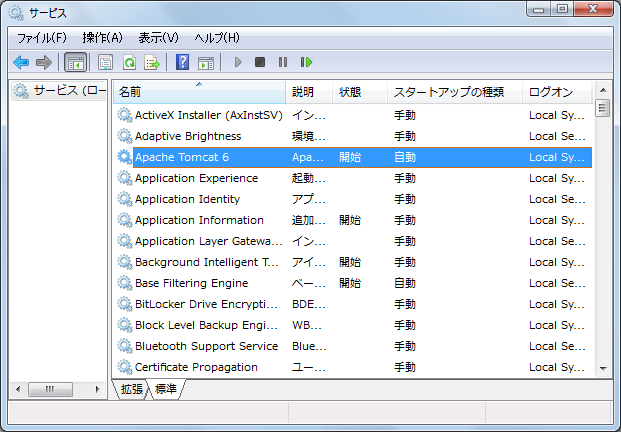 サービス
ファイル(F) 操作(A) 表示(V) ヘルプ(H)
サービス (ロー 名前 説明 状態 スタートアップの種類 ログオン
ActiveX Installer (AxInstSV) イン... 手動 Local Sy...
Adaptive Brightness 環境... 手動 Local Se...
Apache Tomcat 6 Apa... 開始 自動 Local Sy...
Application Experience 起動... 手動 Local Sy...
Application Identity アプ... 手動 Local Se...
Application Information 追加... 開始 手動 Local Sy...
Application Layer Gatewa... イン... 手動 Local Se...
Background Intelligent T... アイ... 開始 手動 Local Sy...
Base Filtering Engine ベー... 開始 自動 Local Se...
BitLocker Drive Encrypti... BDE... 手動 Local Sy...
Block Level Backup Engi... WB... 手動 Local Sy...
Bluetooth Support Service Blue... 手動 Local Se...
Certificate Propagation ユー... 手動 Local Sy...
拡張 標準